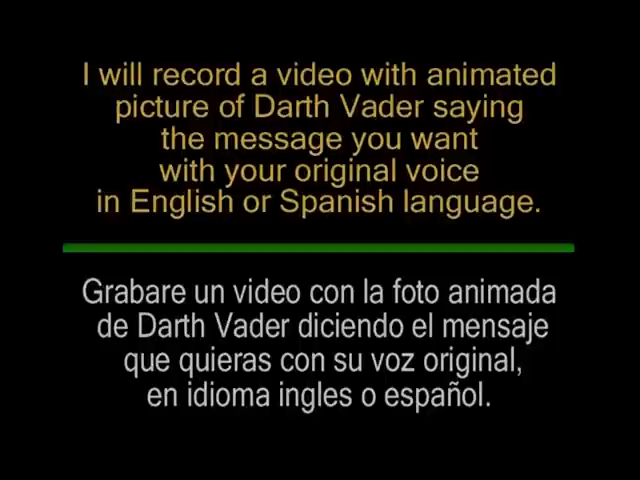 I will record a video with animated
picture of Darth Vader saying
the message you want
with your original voice
in English or Spanish language.
Grabare un video con la foto animada
de Darth Vader diciendo el mensaje
que quieras con su voz original,
en idioma ingles o español.